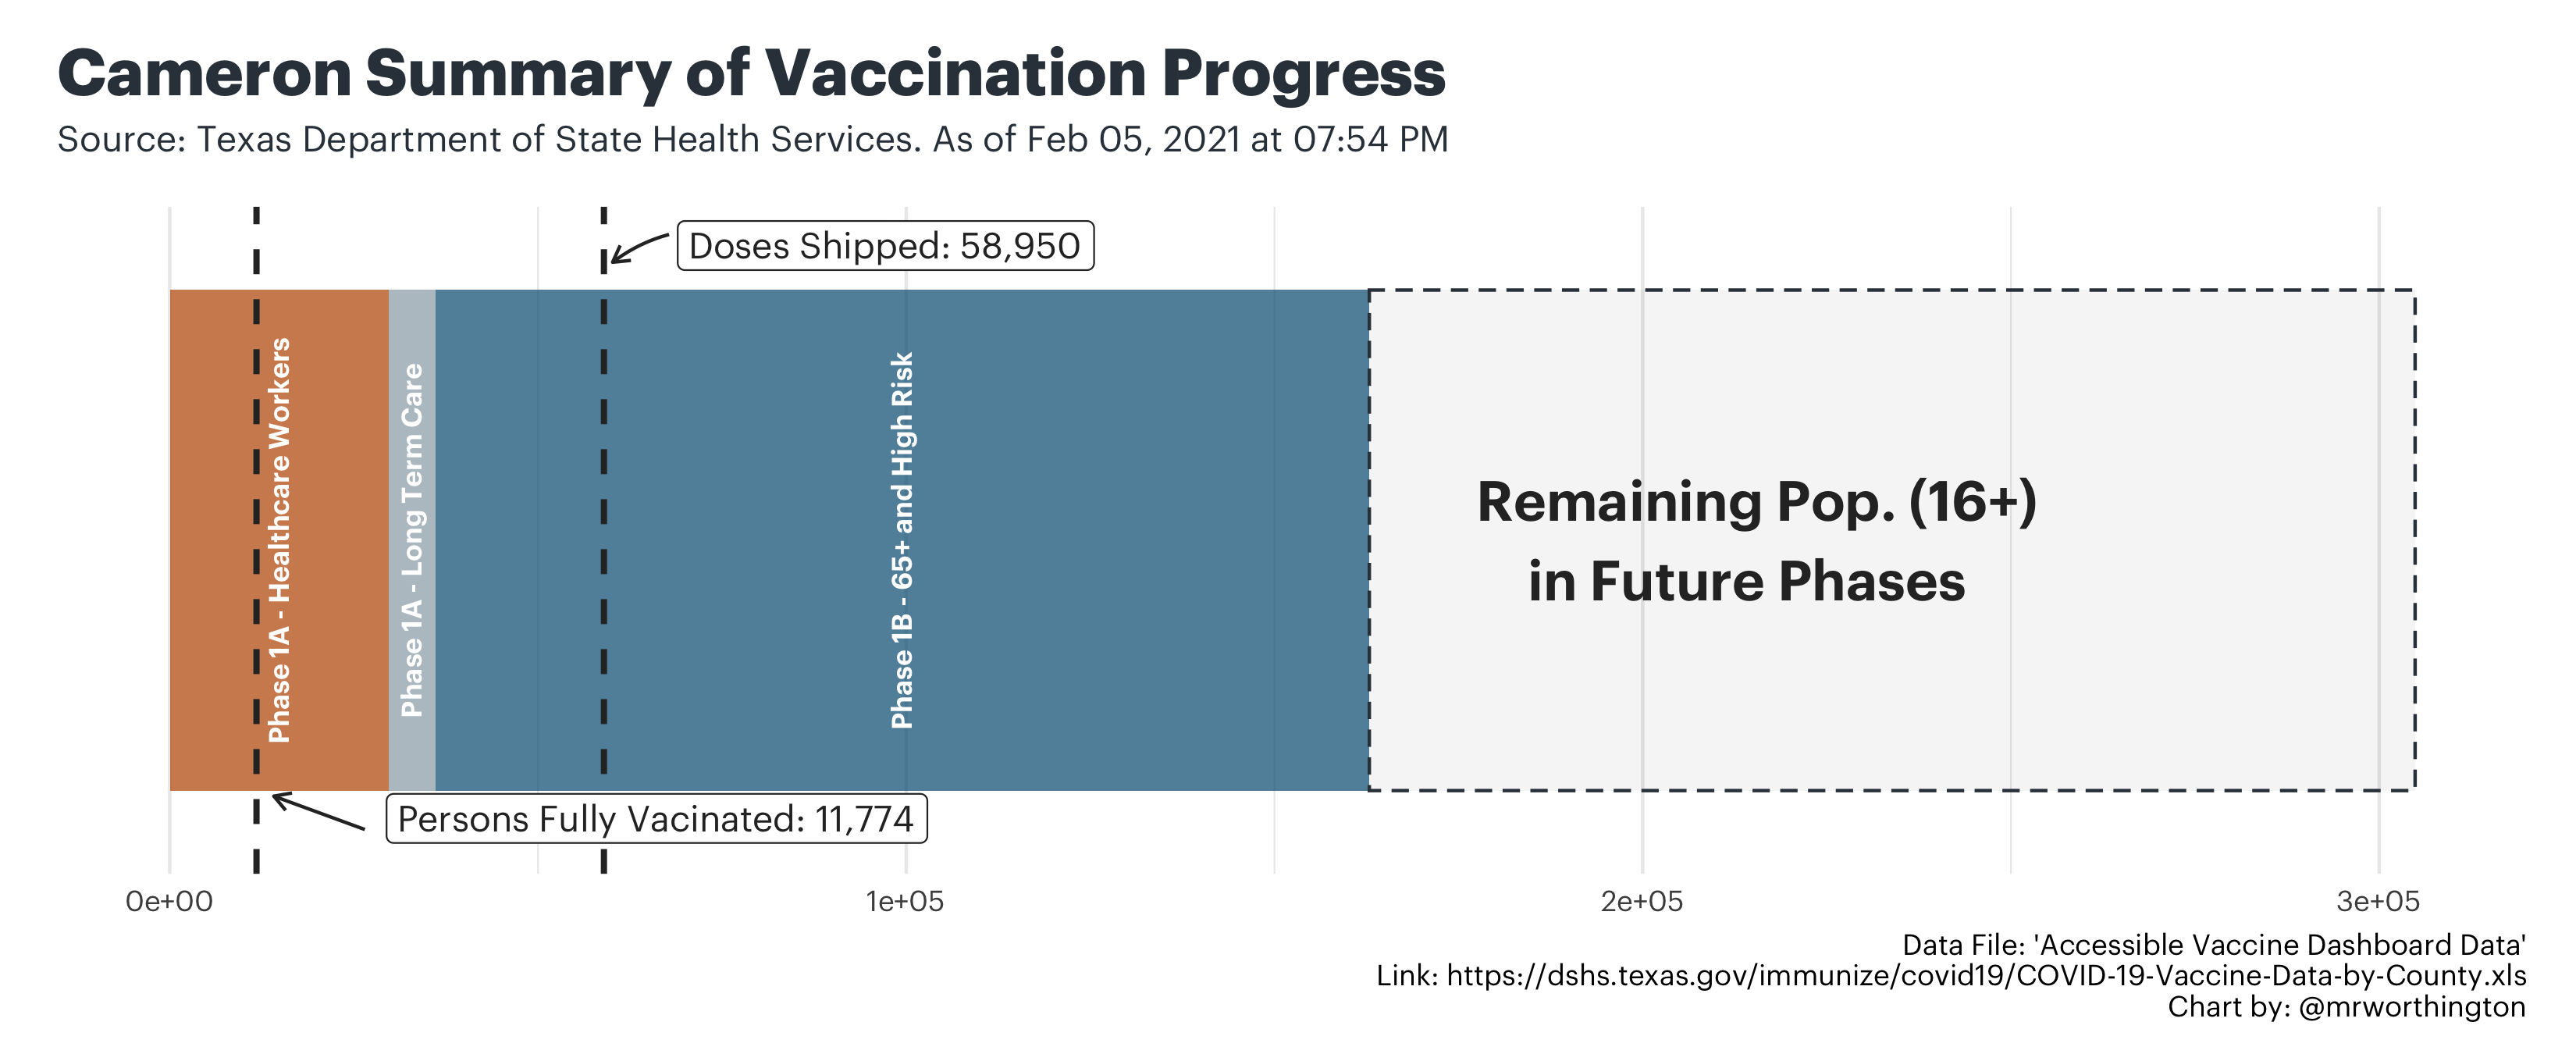 Cameron Summary of Vaccination Progress
Source: Texas Department of State Health Services. As of Feb 05, 2021 at 07:54 PM
Doses Shipped: 58,950
Phase 1A - Healthcare Workers
Phase 1A - Long Term Care
Phase 1B - 65+ and High Risk
Remaining Pop. (16+)
in Future Phases
Persons Fully Vacinated: 11,774
0e+00
1e+05
2e+05
3e+05
Data File: 'Accessible Vaccine Dashboard Data'
Link: https://dshs.texas.gov/immunize/covid19/COVID-19-Vaccine-Data-by-County.xls
Chart by: @mrworthington